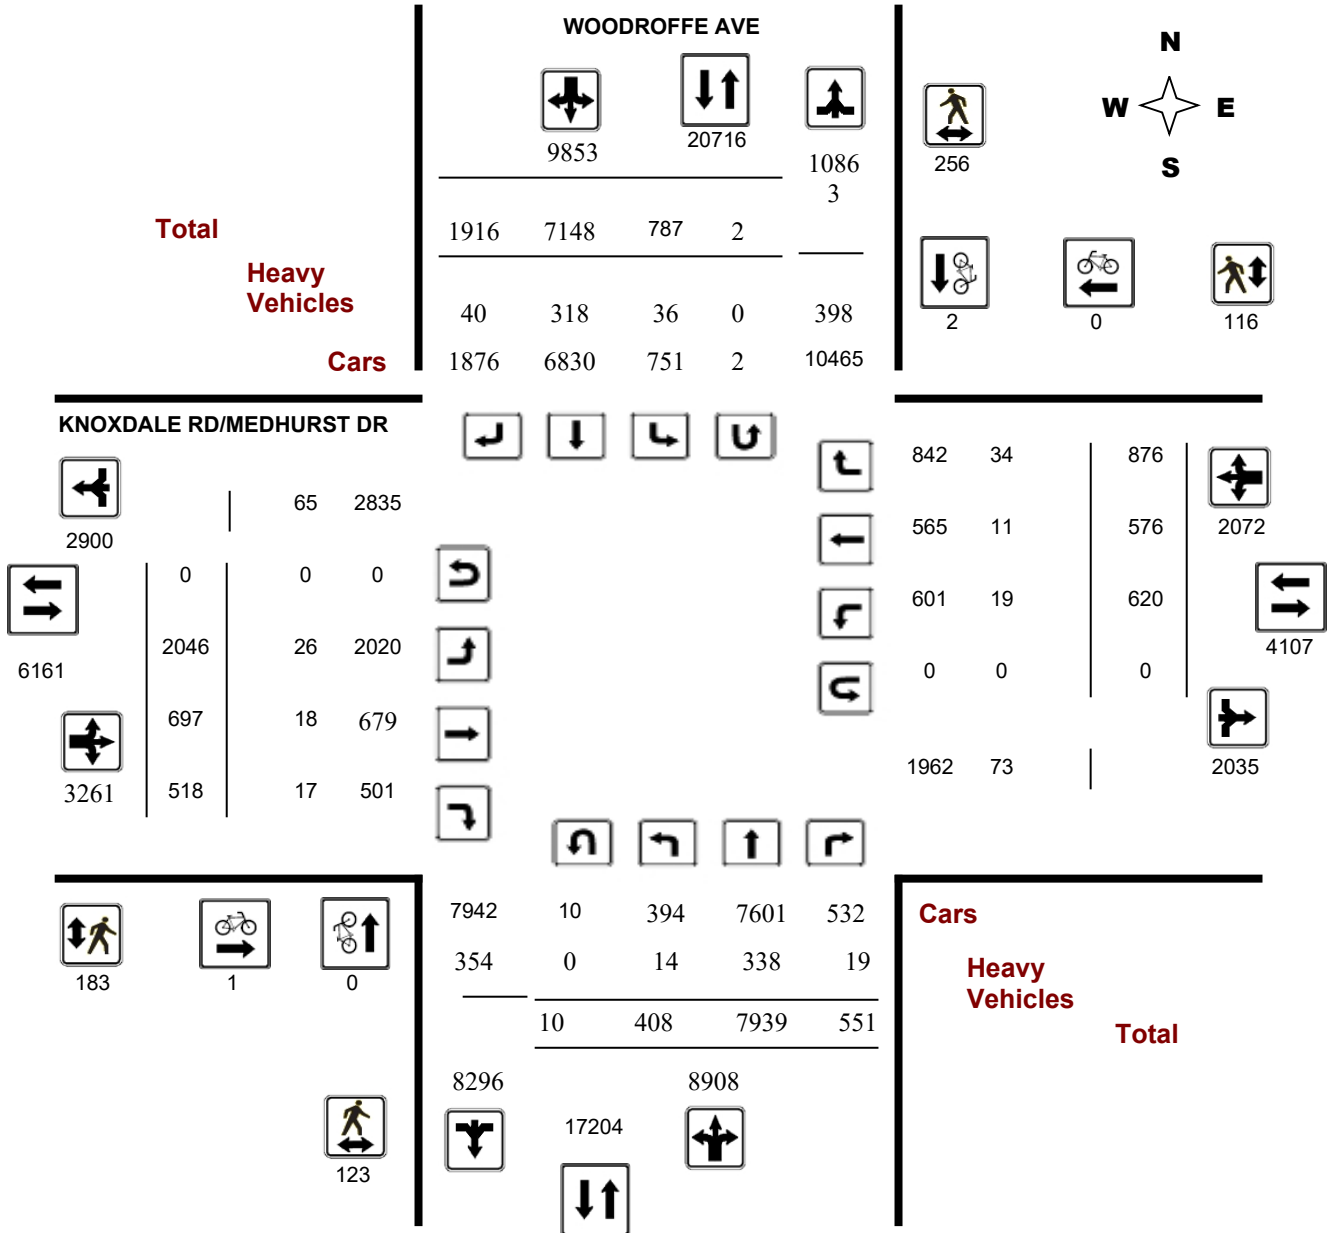 WOODROFFE AVE
N
W E
S
9853
20716
1086
3
256
Total
1916 7148 787 2
Heavy
Vehicles
40 318 36 0 398
2 0 116
Cars
1876 6830 751 2 10465
KNOXDALE RD/MEDHURST DR
842 34 876
65 2835
2900
565 11 576
2072
0 0 0
601 19 620
4107
2046 26 2020
6161
0 0 0
697 18 679
1962 73
2035
3261
518 17 501
7942 10 394 7601 532
Cars
354 0 14 338 19
Heavy
Vehicles
183 1 0
10 408 7939 551
Total
8296
8908
17204
123